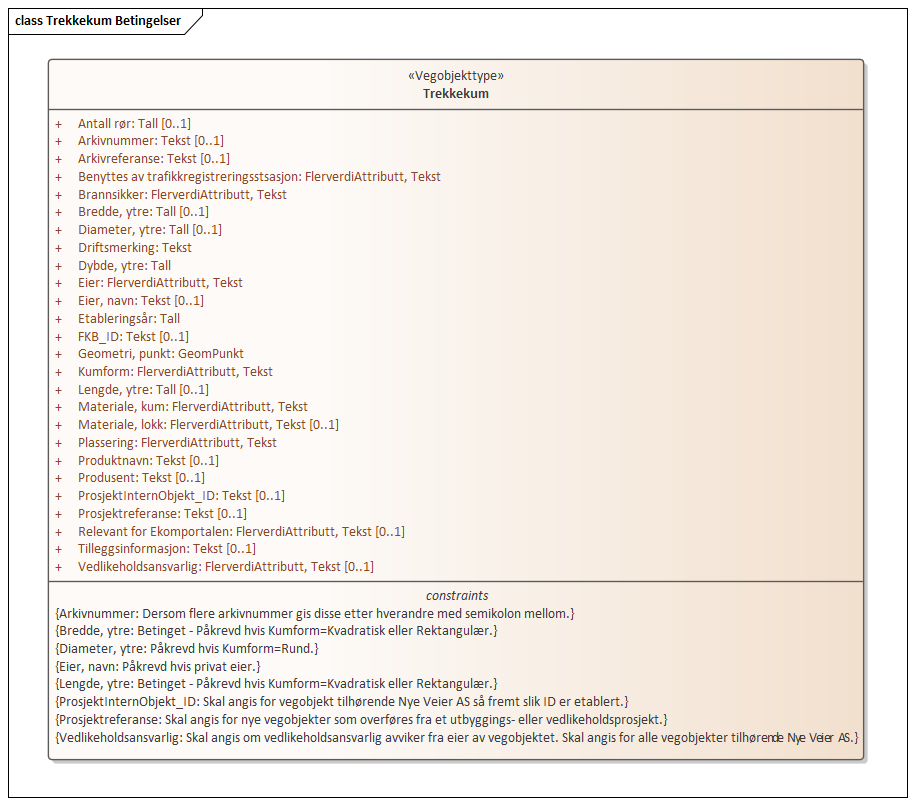 class Trekkekum Betingelser
«Vegobjekttype»
Trekkekum
+ Antall rør: Tall [0..1]
+ Arkivnummer: Tekst [0..1]
+ Arkivreferanse: Tekst [0..1]
+ Benyttes av trafikkregistreringsstsasjon: FlerverdiAttributt, Tekst
+ Brannsikker: FlerverdiAttributt, Tekst
+ Bredde, ytre: Tall [0..1]
+ Diameter, ytre: Tall [0..1]
+ Driftsmerking: Tekst
+ Dybde, ytre: Tall
+ Eier: FlerverdiAttributt, Tekst
+ Eier, navn: Tekst [0..1]
+ Etableringsår: Tall
+ FKB_ID: Tekst [0..1]
+ Geometri, punkt: GeomPunkt
+ Kumform: FlerverdiAttributt, Tekst
+ Lengde, ytre: Tall [0..1]
+ Materiale, kum: FlerverdiAttributt, Tekst
+ Materiale, lokk: FlerverdiAttributt, Tekst [0..1]
+ Plassering: FlerverdiAttributt, Tekst
+ Produktnavn: Tekst [0..1]
+ Produsent: Tekst [0..1]
+ ProsjektInternObjekt_ID: Tekst [0..1]
+ Prosjektreferanse: Tekst [0..1]
+ Relevant for Ekomportalen: FlerverdiAttributt, Tekst [0..1]
+ Tilleggsinformasjon: Tekst [0..1]
+ Vedlikeholdsansvarlig: FlerverdiAttributt, Tekst [0..1]
constraints
{Arkivnummer: Dersom flere arkivnummer gis disse etter hverandre med semikolon mellom.}
{Bredde, ytre: Betinget - Påkrevd hvis Kumform=Kvadratisk eller Rektangulær.}
{Diameter, ytre: Påkrevd hvis Kumform=Rund.}
{Eier, navn: Påkrevd hvis privat eier.}
{Lengde, ytre: Betinget - Påkrevd hvis Kumform=Kvadratisk eller Rektangulær.}
{ProsjektInternObjekt_ID: Skal angis for vegobjekt tilhørende Nye Veier AS så fremt slik ID er etablert.}
{Prosjektreferanse: Skal angis for nye vegobjekter som overføres fra et utbyggings- eller vedlikeholdsprosjekt.}
{Vedlikeholdsansvarlig: Skal angis om vedlikeholdsansvarlig avviker fra eier av vegobjektet. Skal angis for alle vegobjekter tilhørende Nye Veier AS.}